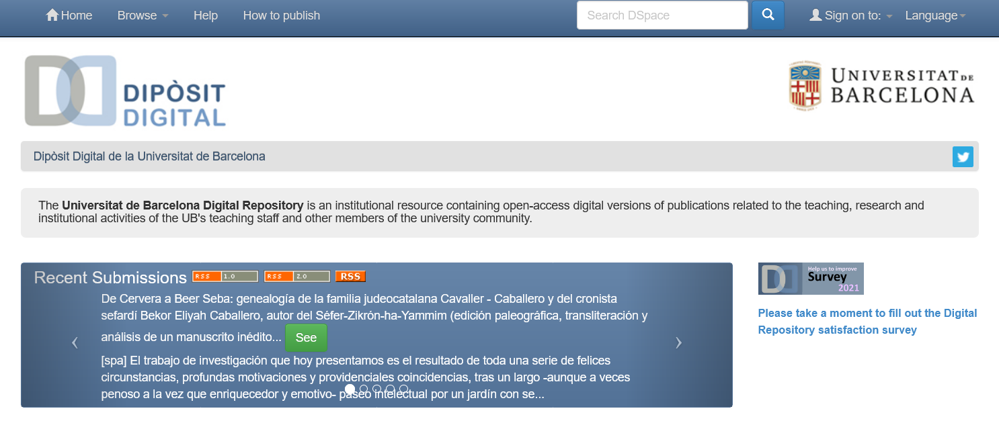 Home Browse Help How to publish Search DSpace Sign on to: Language
DIPÒSIT
DIGITAL
UNIVERSITAT DE
BARCELONA
Dipòsit Digital de la Universitat de Barcelona
The Universitat de Barcelona Digital Repository is an institutional resource containing open-access digital versions of publications related to the teaching, research and
institutional activities of the UB's teaching staff and other members of the university community.
Recent Submissions RSS 1.0 RSS 2.0 RSS
De Cervera a Beer Seba: genealogía de la familia judeocatalana Cavaller - Caballero y del cronista
sefardí Bekor Eliyah Caballero, autor del Séfer-Zikrón-ha-Yammim (edición paleográfica, transliteración y
análisis de un manuscrito inédito... See
[spa] El trabajo de investigación que hoy presentamos es el resultado de toda una serie de felices
circunstancias, profundas motivaciones y providenciales coincidencias, tras un largo -aunque a veces
penoso a la vez que enriquecedor y emotivo- paseo intelectual por un jardín con se...
Help us to improve
Survey
2021
Please take a moment to fill out the Digital
Repository satisfaction survey